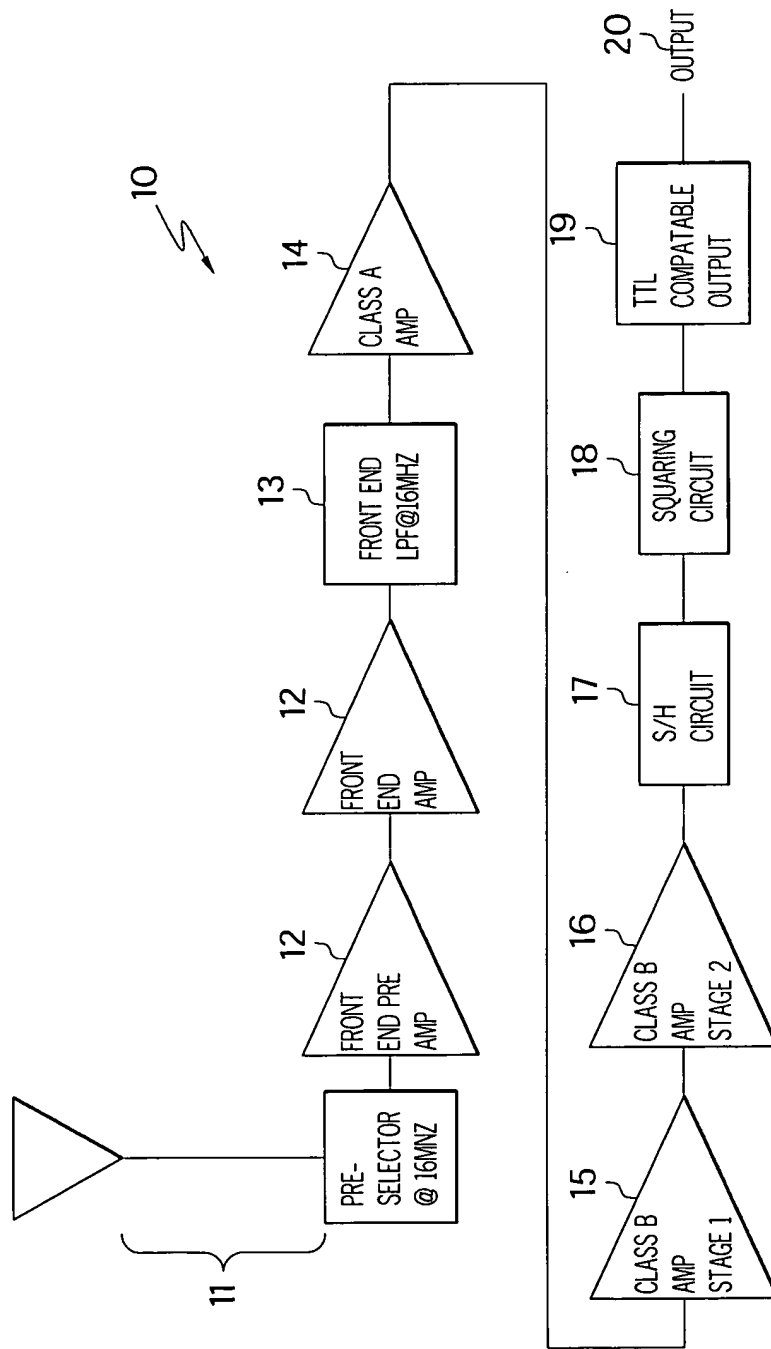 10
11
PRE-
SELECTOR
@ 16MNZ
12
FRONT
END PRE
AMP
12
FRONT
END
AMP
13
FRONT END
LPF@16MHZ
14
CLASS A
AMP
15
CLASS B
AMP
STAGE 1
16
CLASS B
AMP
STAGE 2
17
S/H
CIRCUIT
18
SQUARING
CIRCUIT
19
TTL
COMPATABLE
OUTPUT
20
OUTPUT